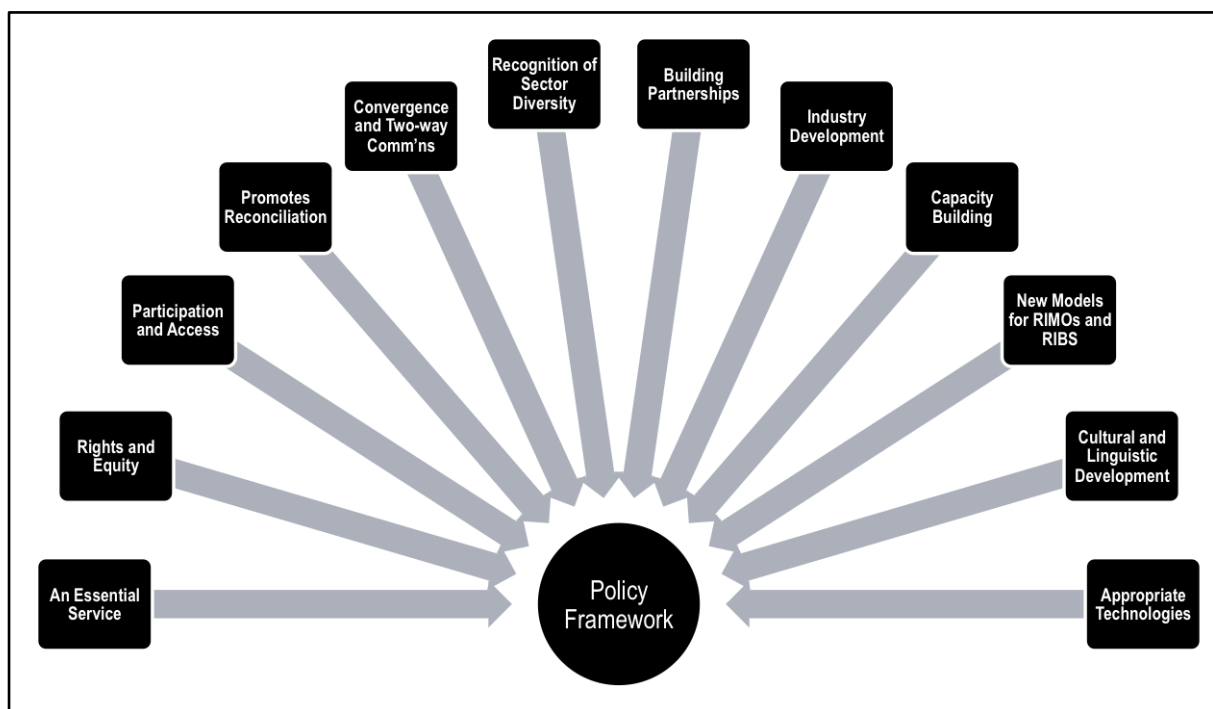 Recognition of
Sector
Diversity
Building
Partnerships
Convergence
and Two-way
Comm'ns
Industry
Development
Promotes
Reconciliation
Capacity
Building
Participation
and Access
New Models
for RIMOs and
RIBS
Rights and
Equity
Cultural and
Linguistic
Development
An Essential
Service
Policy
Framework
Appropriate
Technologies